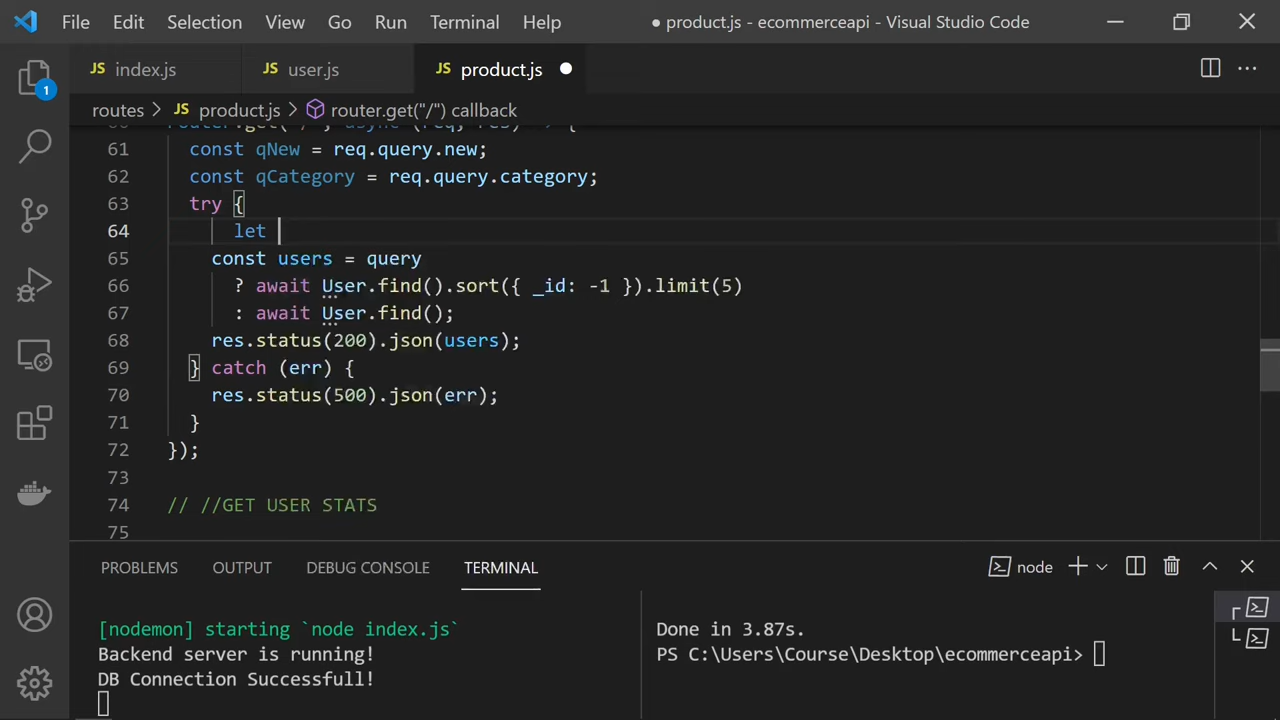 File Edit Selection View Go Run Terminal Help ● product.js - ecommerceapi - Visual Studio Code
JS index.js JS user.js JS product.js
routes > JS product.js > router.get("/") callback
61 const qNew = req.query.new;
62 const qCategory = req.query.category;
63 try {
64 let
65 const users = query
66 ? await User.find().sort({ _id: -1 }).limit(5)
67 : await User.find();
68 res.status(200).json(users);
69 } catch (err) {
70 res.status(500).json(err);
71 }
72 });
73
74 // //GET USER STATS
75
1
PROBLEMS OUTPUT DEBUG CONSOLE TERMINAL node
[nodemon] starting `node index.js`
Backend server is running!
DB Connection Successfull!
Done in 3.87s.
PS C:\Users\Course\Desktop\ecommerceapi>